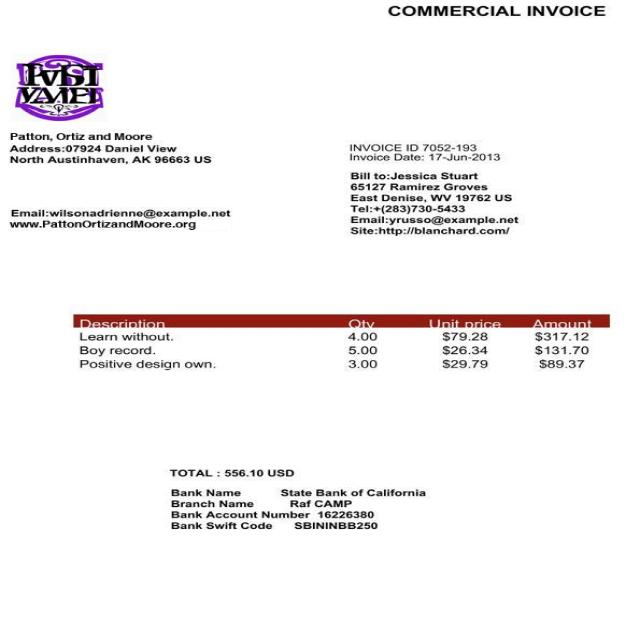 COMMERCIAL INVOICE
Patton, Ortiz and Moore
Address:07924 Daniel View
North Austinhaven, AK 96663 US
Email:wilsonadrienne@example.net
www.PattonOrtizandMoore.org
INVOICE ID 7052-193
Invoice Date: 17-Jun-2013
Bill to:Jessica Stuart
65127 Ramirez Groves
East Denise, WV 19762 US
Tel:+(283)730-5433
Email:yrusso@example.net
Site:http://blanchard.com/
Description Qty Unit price Amount
Learn without. 4.00 $79.28 $317.12
Boy record. 5.00 $26.34 $131.70
Positive design own. 3.00 $29.79 $89.37
TOTAL : 556.10 USD
Bank Name State Bank of California
Branch Name Raf CAMP
Bank Account Number 16226380
Bank Swift Code SBININBB250